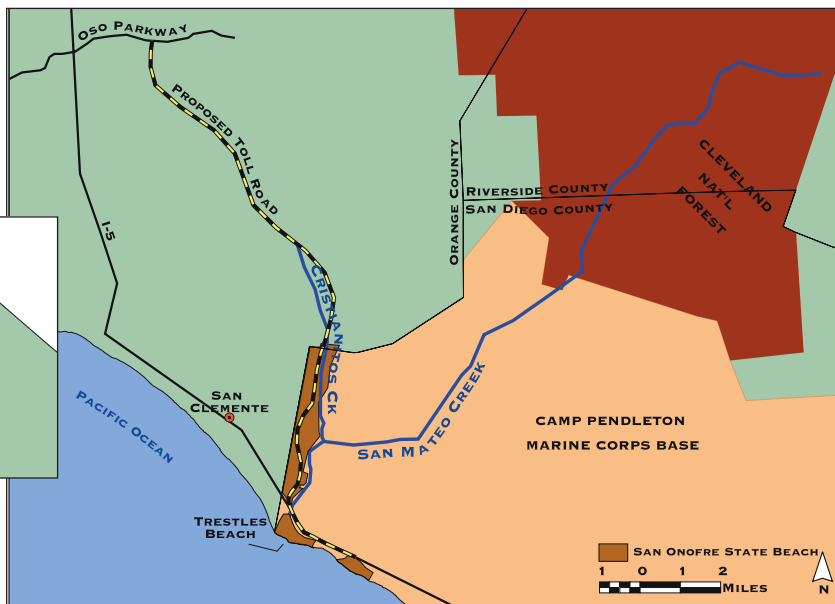 OSO PARKWAY
PROPOSED TOLL ROAD
I-5
ORANGE COUNTY
RIVERSIDE COUNTY
SAN DIEGO COUNTY
CLEVELAND
NAT'L
FOREST
CRISTIANITOS CK
SAN
CLEMENTE
PACIFIC OCEAN
SAN MATEO CREEK
CAMP PENDLETON
MARINE CORPS BASE
TRESTLES
BEACH
SAN ONOFRE STATE BEACH
1 0 1 2
MILES
N